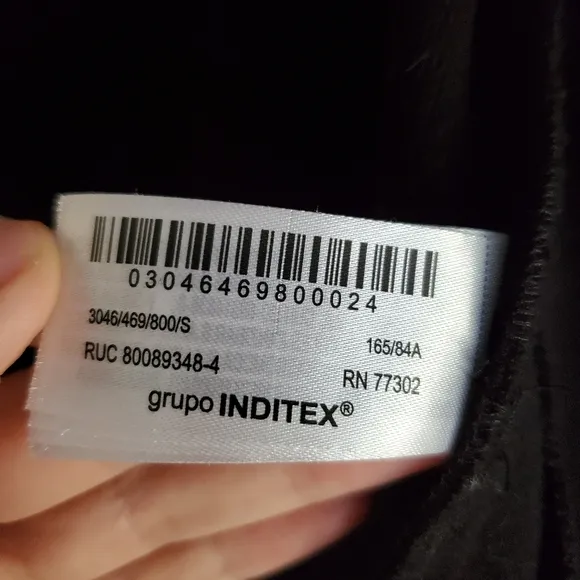 03046469800024
3046/469/800/S
165/84A
RUC 80089348-4
RN 77302
grupo INDITEX®